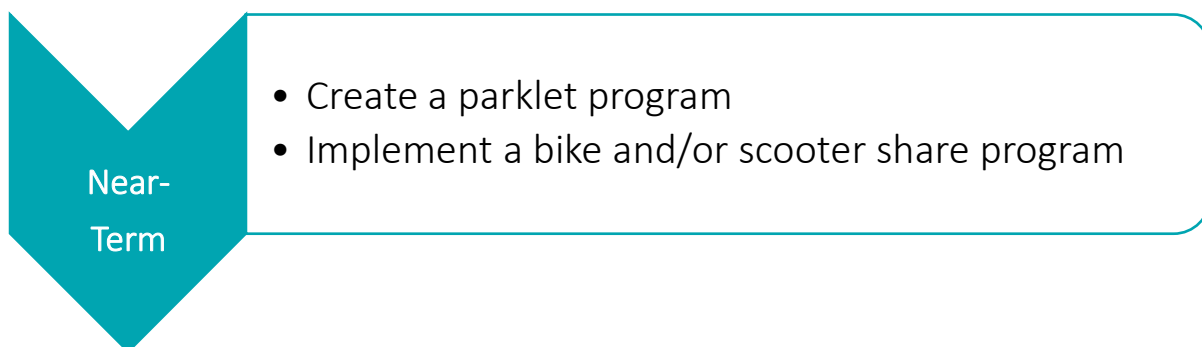 Near-
Term
• Create a parklet program
• Implement a bike and/or scooter share program